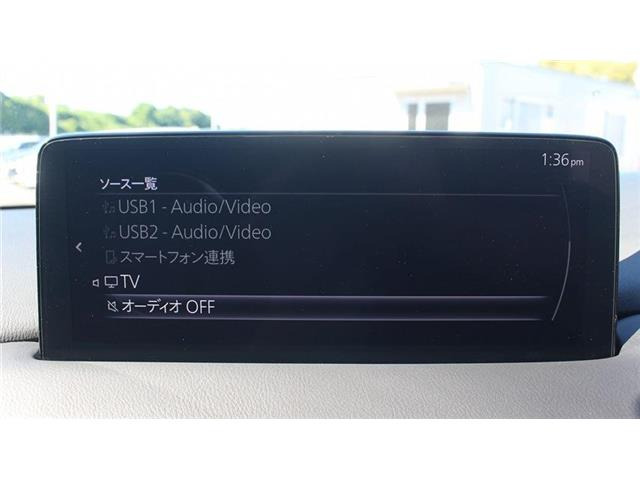 1:36pm
ソース一覧
USB1 - Audio/Video
USB2 - Audio/Video
スマートフォン連携
TV
オーディオ OFF